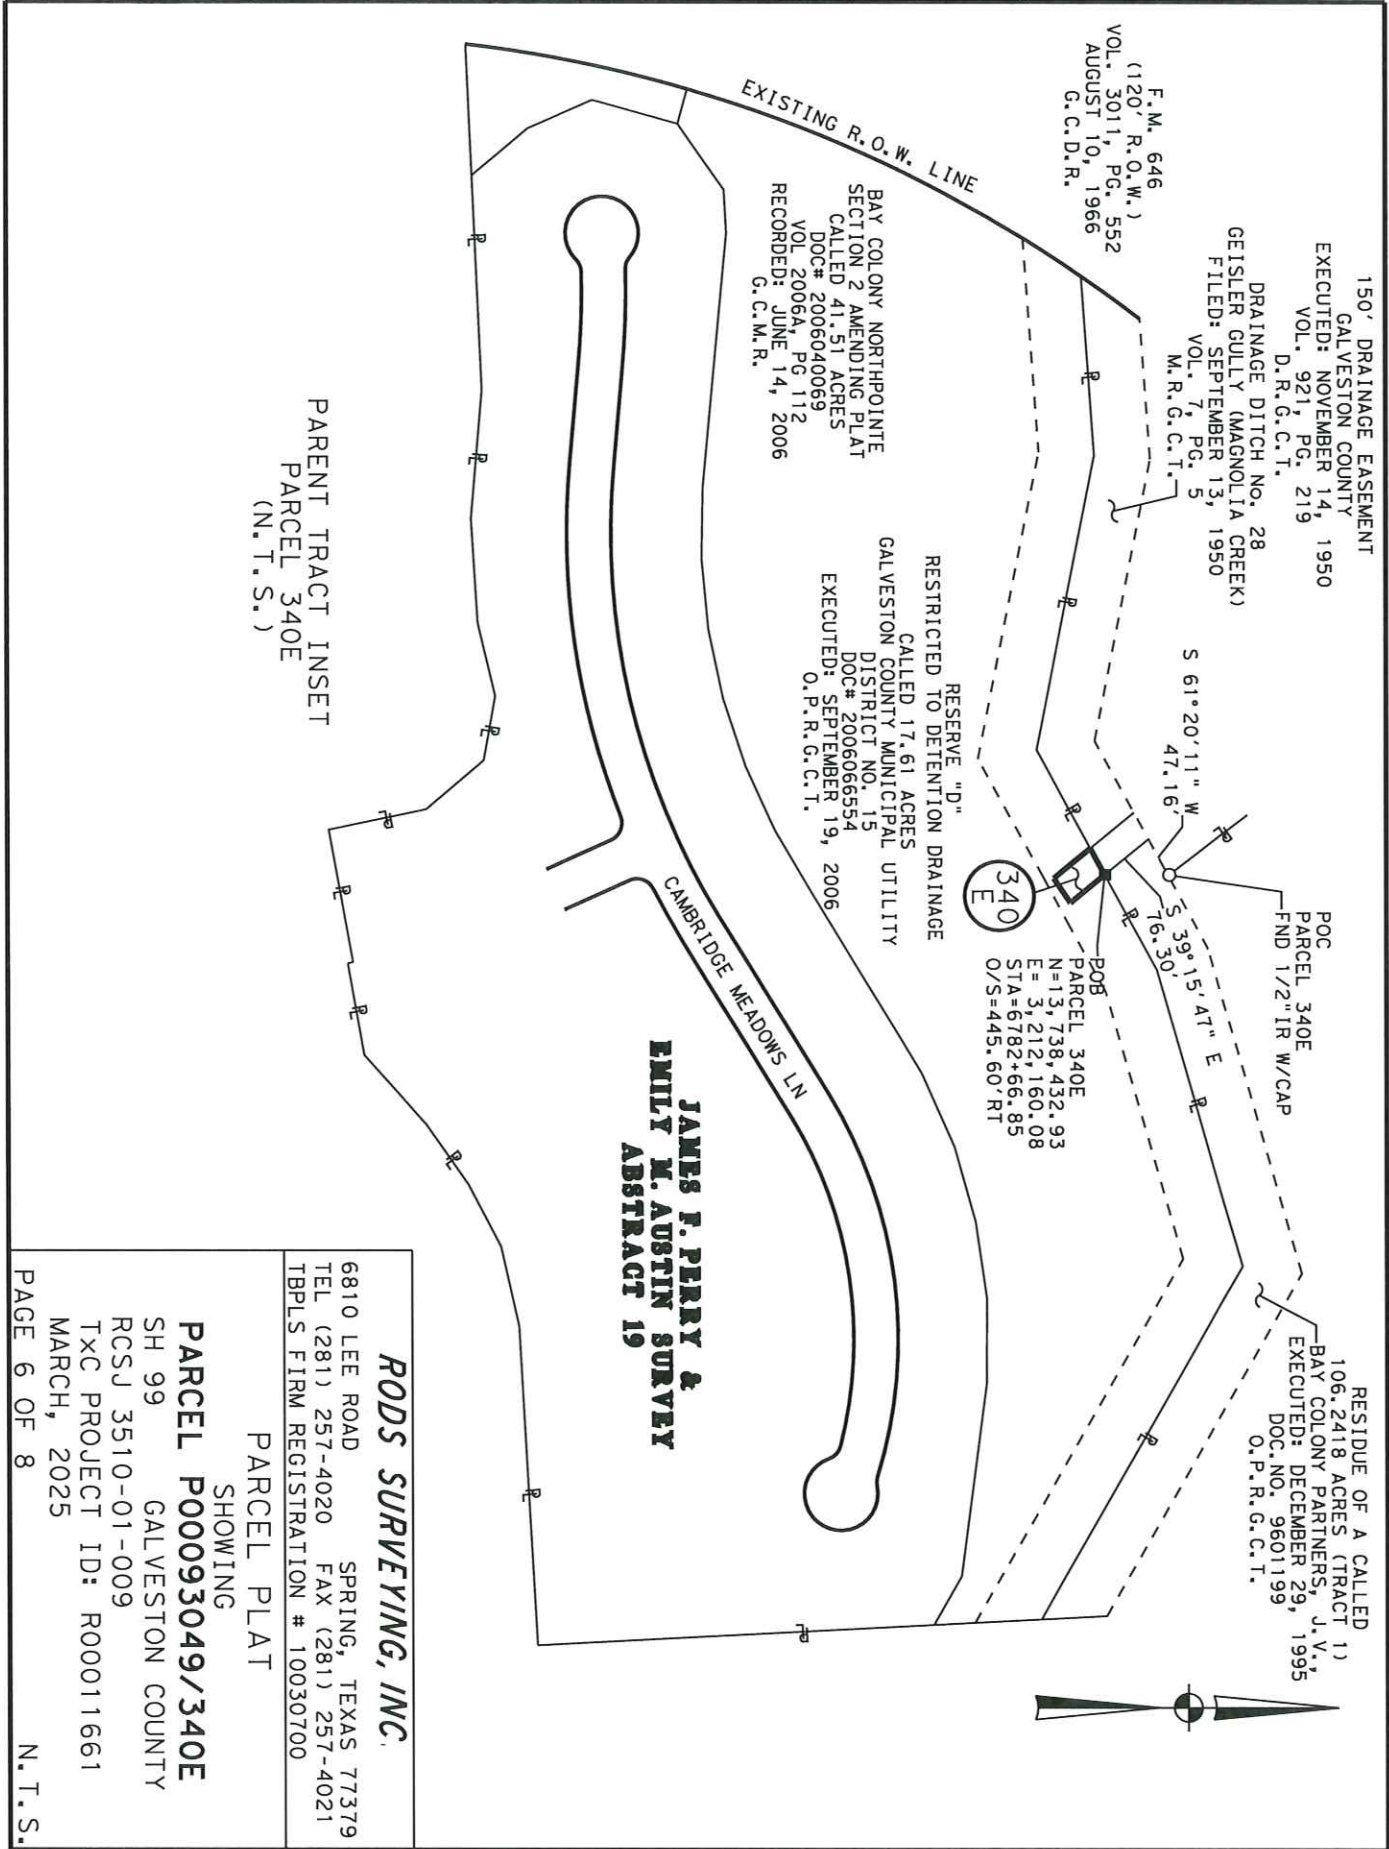 150' DRAINAGE EASEMENT
GALVESTON COUNTY
EXECUTED: NOVEMBER 14, 1950
VOL. 921, PG. 219
D.R.G.C.T.
DRAINAGE DITCH No. 28
GEISLER GULLY (MAGNOLIA CREEK)
FILED: SEPTEMBER 13, 1950
VOL. 7, PG. 5
M.R.G.C.T.
F.M. 646
(120' R.O.W.)
VOL. 3011, PG. 552
AUGUST 10, 1966
G.C.D.R.
EXISTING R.O.W. LINE
BAY COLONY NORTHPOINTE
SECTION 2 AMENDING PLAT
CALLED 41.51 ACRES
DOC# 2006040069
VOL 2006A, PG 112
RECORDED: JUNE 14, 2006
G.C.M.R.
S 61°20'11" W
47.16'
POC
PARCEL 340E
FND 1/2"IR W/CAP
S 39°15'47" E
76.30'
POB
PARCEL 340E
N=13,738,432.93
E= 3,212,160.08
STA=6782+66.85
O/S=445.60'RT
340
E
RESERVE "D"
RESTRICTED TO DETENTION DRAINAGE
CALLED 17.61 ACRES
GALVESTON COUNTY MUNICIPAL UTILITY
DISTRICT NO. 15
DOC# 2006066554
EXECUTED: SEPTEMBER 19, 2006
O.P.R.G.C.T.
RESIDUE OF A CALLED
106.2418 ACRES (TRACT 1)
BAY COLONY PARTNERS, J.V.,
EXECUTED: DECEMBER 29, 1995
DOC.NO. 9601199
O.P.R.G.C.T.
CAMBRIDGE MEADOWS LN
JAMES F. PERRY &
EMILY M. AUSTIN SURVEY
ABSTRACT 19
PARENT TRACT INSET
PARCEL 340E
(N.T.S.)
RODS SURVEYING, INC.
6810 LEE ROAD SPRING, TEXAS 77379
TEL (281) 257-4020 FAX (281) 257-4021
TBPLS FIRM REGISTRATION # 10030700
PARCEL PLAT
SHOWING
PARCEL P00093049/340E
SH 99 GALVESTON COUNTY
RCSJ 3510-01-009
TxC PROJECT ID: R00011661
MARCH, 2025
PAGE 6 OF 8 N.T.S.